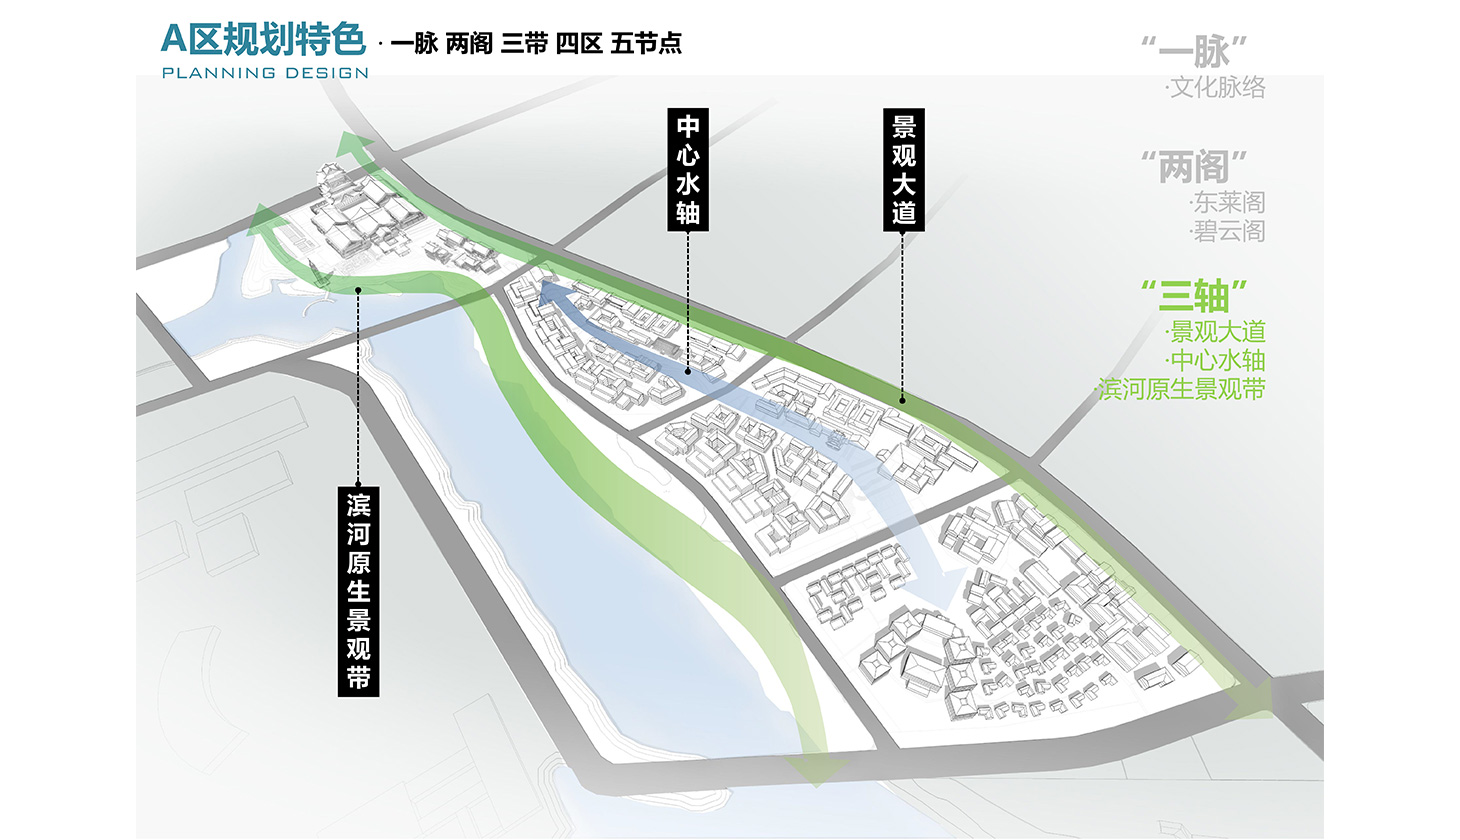 A区规划特色 · 一脉 两阁 三带 四区 五节点
PLANNING DESIGN
“一脉”
·文化脉络
“两阁”
·东莱阁
·碧云阁
“三轴”
·景观大道
·中心水轴
·滨河原生景观带
中心水轴
景观大道
滨河原生景观带